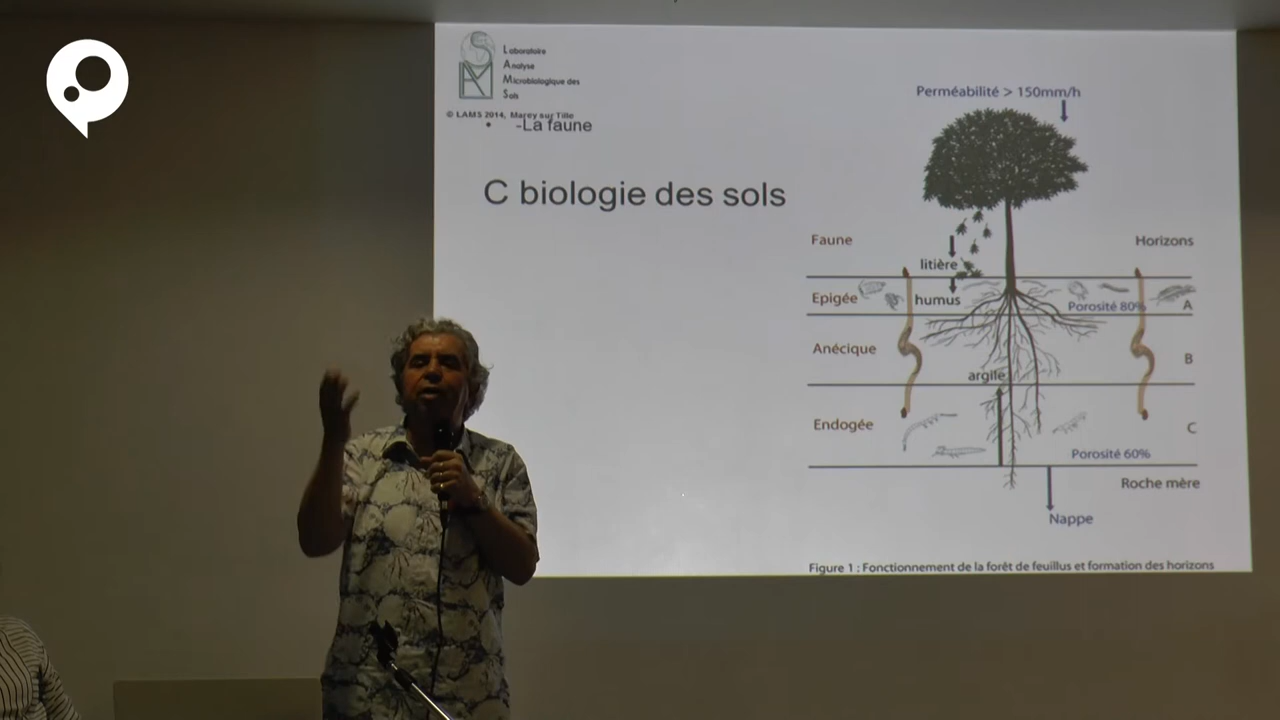 Laboratoire
Analyse
Microbiologique des
Sols
© LAMS 2014, Marey sur Tille
• -La faune
C biologie des sols
Perméabilité > 150mm/h
Faune
Horizons
litière
Epigée
humus
Porosité 80%
A
Anécique
B
argile
Endogée
C
Porosité 60%
Roche mère
Nappe
Figure 1 : Fonctionnement de la forêt de feuillus et formation des horizons